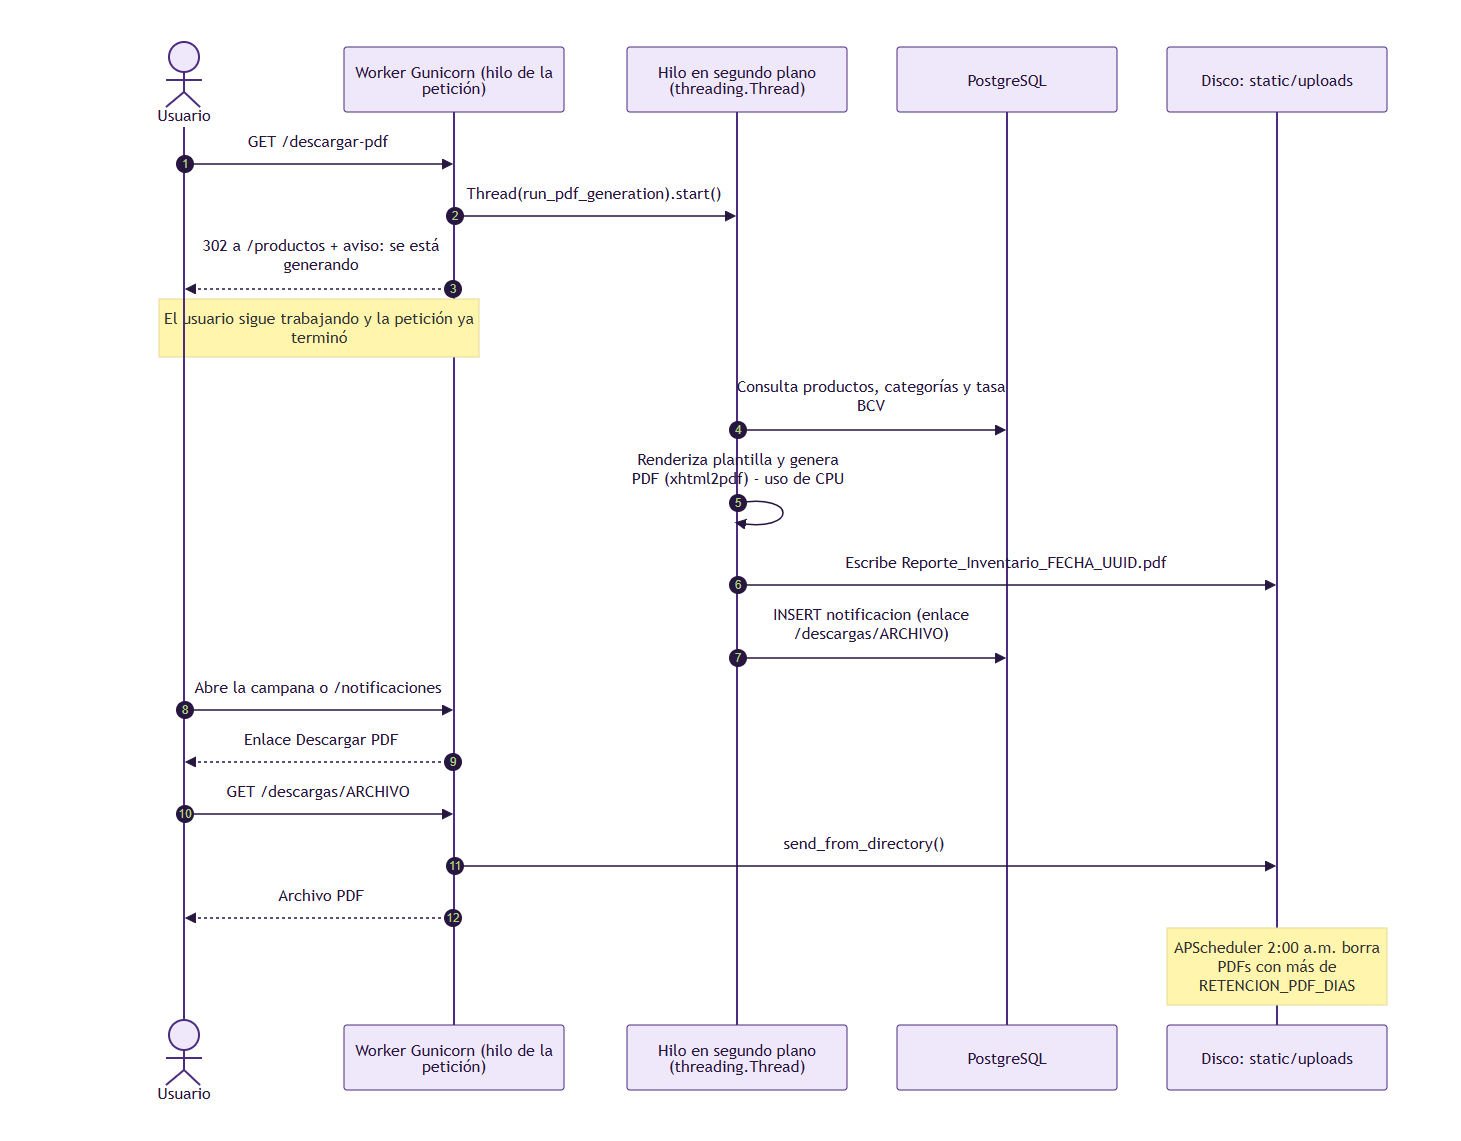 Usuario
Worker Gunicorn (hilo de la
petición)
Hilo en segundo plano
(threading.Thread)
PostgreSQL
Disco: static/uploads
GET /descargar-pdf
1
Thread(run_pdf_generation).start()
2
302 a /productos + aviso: se está
generando
3
El usuario sigue trabajando y la petición ya
terminó
Consulta productos, categorías y tasa
BCV
4
Renderiza plantilla y genera
PDF (xhtml2pdf) - uso de CPU
5
Escribe Reporte_Inventario_FECHA_UUID.pdf
6
INSERT notificacion (enlace
/descargas/ARCHIVO)
7
Abre la campana o /notificaciones
8
Enlace Descargar PDF
9
GET /descargas/ARCHIVO
10
send_from_directory()
11
Archivo PDF
12
APScheduler 2:00 a.m. borra
PDFs con más de
RETENCION_PDF_DIAS
Usuario
Worker Gunicorn (hilo de la
petición)
Hilo en segundo plano
(threading.Thread)
PostgreSQL
Disco: static/uploads